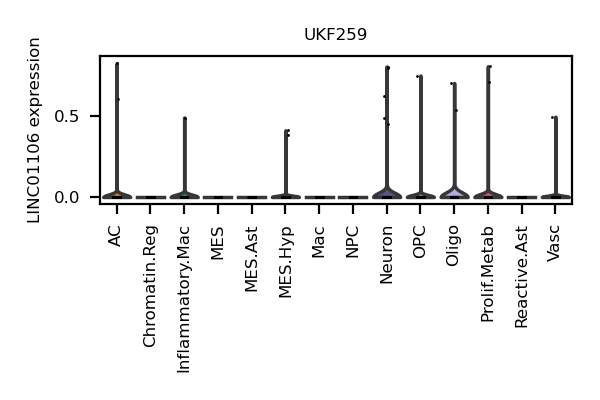 UKF259
LINC01106 expression
0.5
0.0
AC
Chromatin.Reg
Inflammatory.Mac
MES
MES.Ast
MES.Hyp
Mac
NPC
Neuron
OPC
Oligo
Prolif.Metab
Reactive.Ast
Vasc